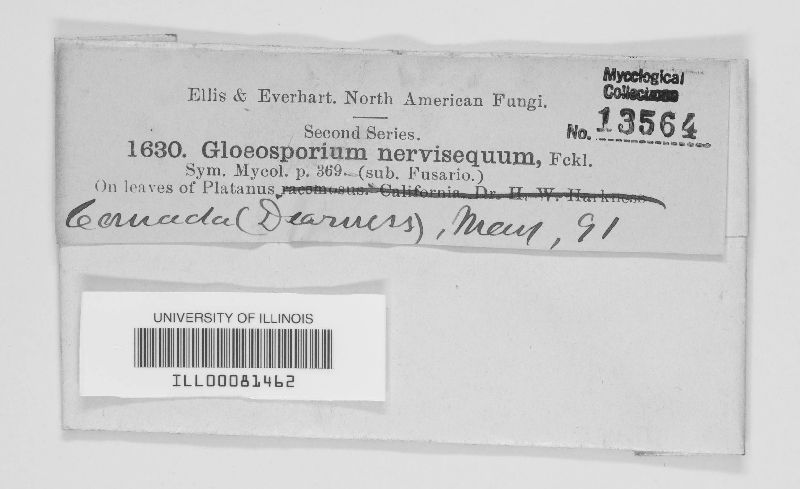 Mycological
Collections
No. 13564
Ellis & Everhart. North American Fungi.
Second Series.
1630. Gloeosporium nervisequum, Fckl.
Sym. Mycol. p. 369. (sub. Fusario.)
On leaves of Platanus racemosus. California. Dr. H. W. Harkness
Canada (Dearness), May, 91
UNIVERSITY OF ILLINOIS
ILL00081462